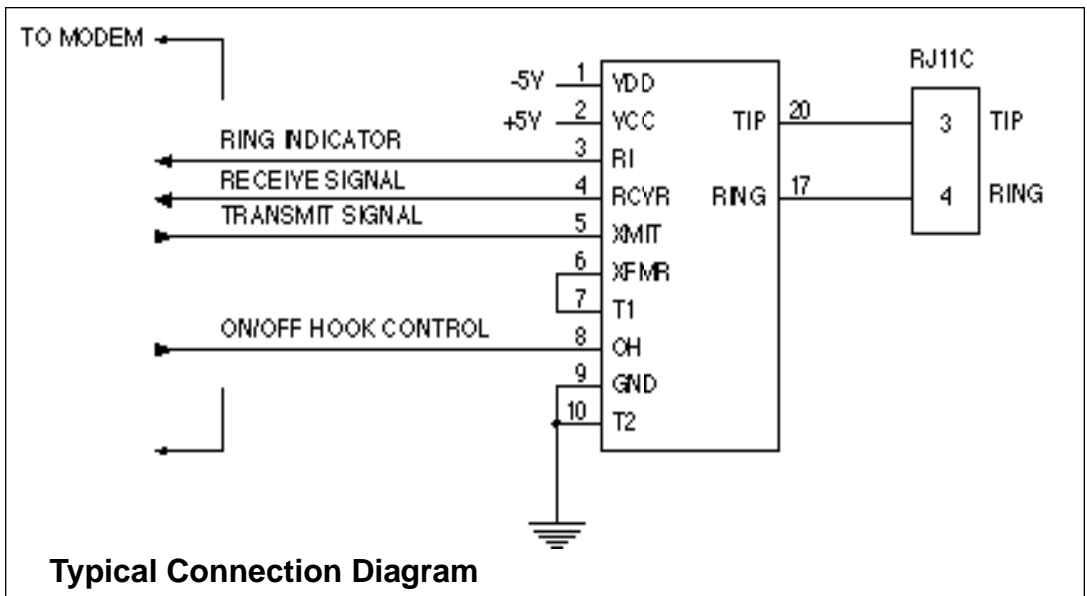 TO MODEM
RJ11C
-5V 1 VDD
+5V 2 VCC TIP 20 3 TIP
RING INDICATOR 3 RI
RECEIVE SIGNAL 4 RCVR RING 17 4 RING
TRANSMIT SIGNAL 5 XMIT
6 XFMR
7 T1
ON/OFF HOOK CONTROL 8 OH
9 GND
10 T2
Typical Connection Diagram